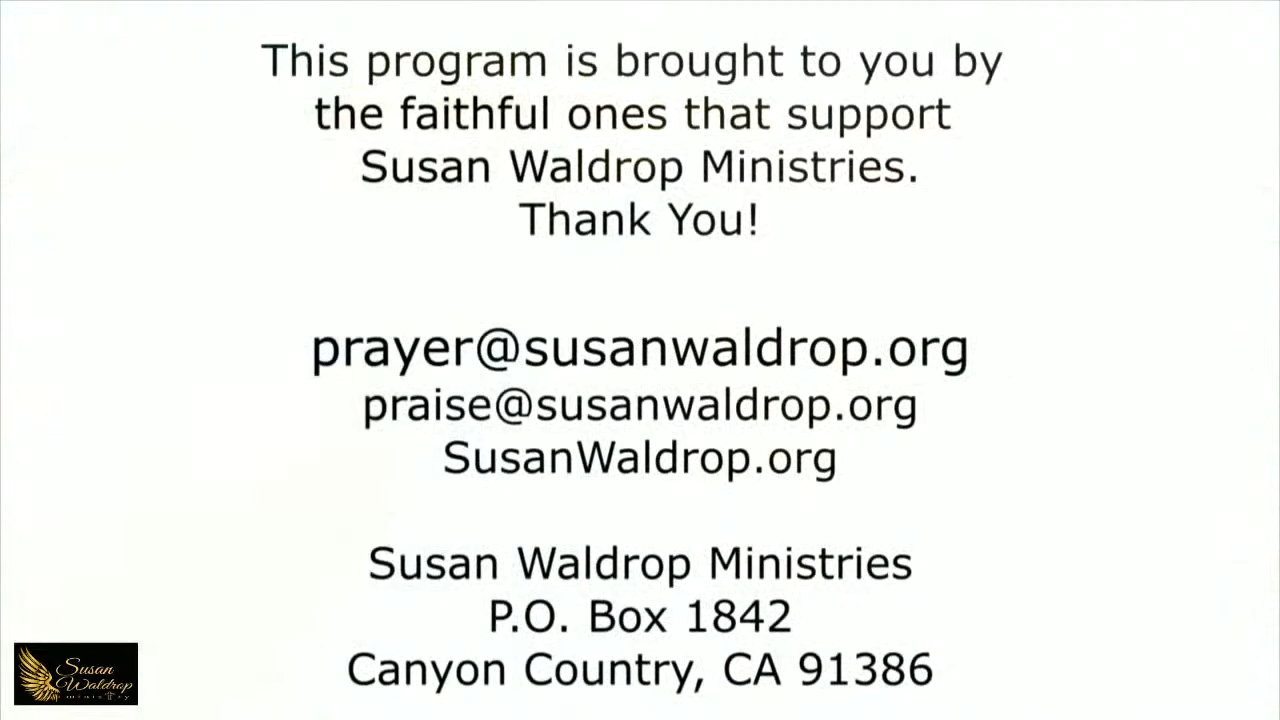 This program is brought to you by
the faithful ones that support
Susan Waldrop Ministries.
Thank You!
prayer@susanwaldrop.org
praise@susanwaldrop.org
SusanWaldrop.org
Susan Waldrop Ministries
P.O. Box 1842
Canyon Country, CA 91386
Susan
Waldrop